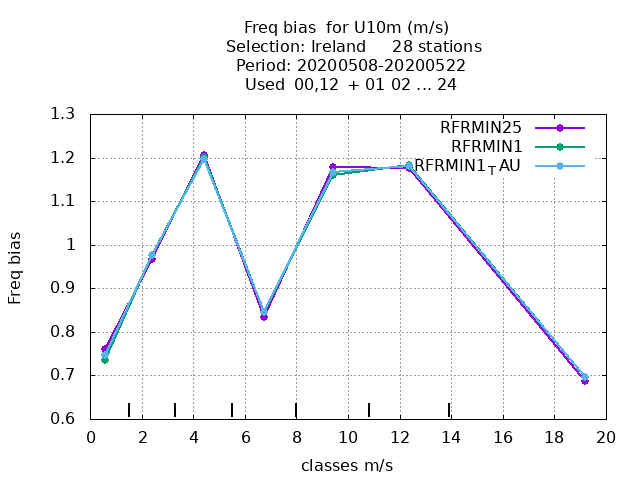 Freq bias  for U10m (m/s)
Selection: Ireland     28 stations
Period: 20200508-20200522
Used  00,12  + 01 02 ... 24
1.3
1.2
1.1
1
0.9
0.8
0.7
0.6
Freq bias
RFRMIN25
RFRMIN1
RFRMIN1TAU
0 2 4 6 8 10 12 14 16 18 20
classes m/s